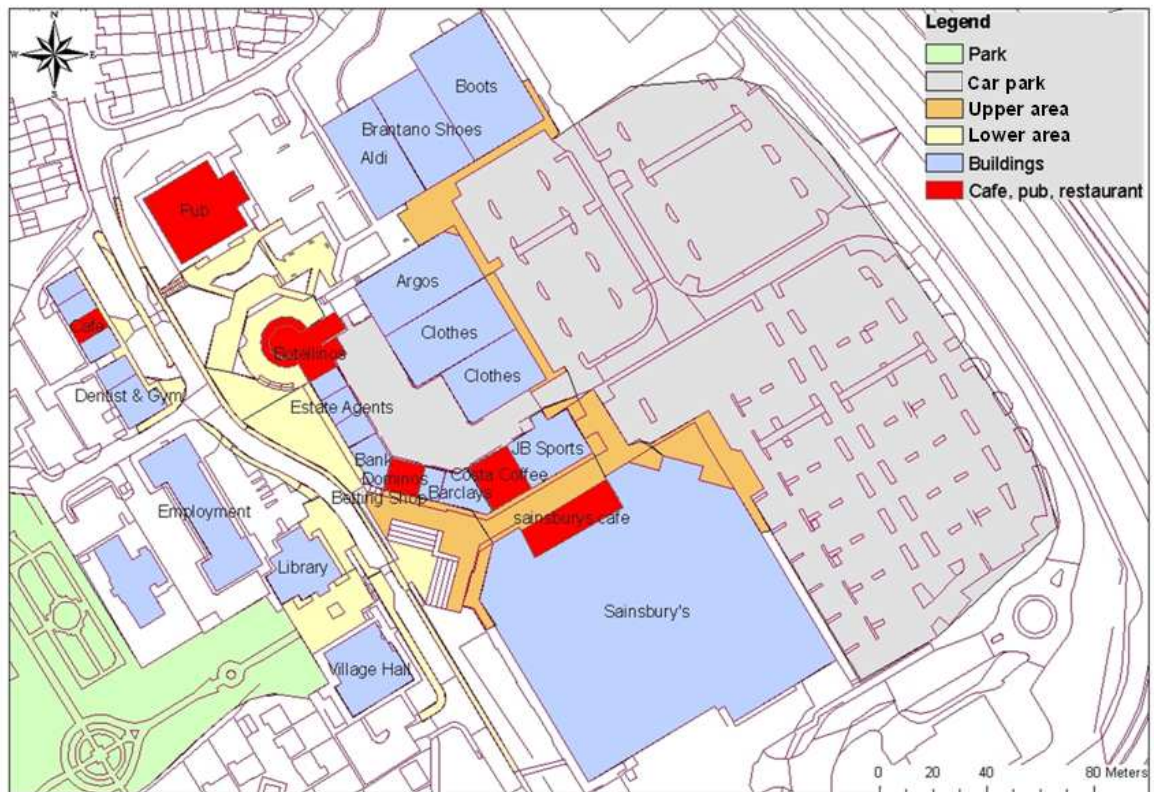 N
W
E
S
Legend
Park
Car park
Upper area
Lower area
Buildings
Cafe, pub, restaurant
Boots
Brantano Shoes
Aldi
Pub
Argos
Clothes
Clothes
Cafe
Dentist & Gym
Estate Agents
JB Sports
Bank
Dominos
Costa Coffee
Betting Shop
Barclays
sainsburys cafe
Employment
Library
Sainsbury's
Village Hall
0 20 40 80 Meters